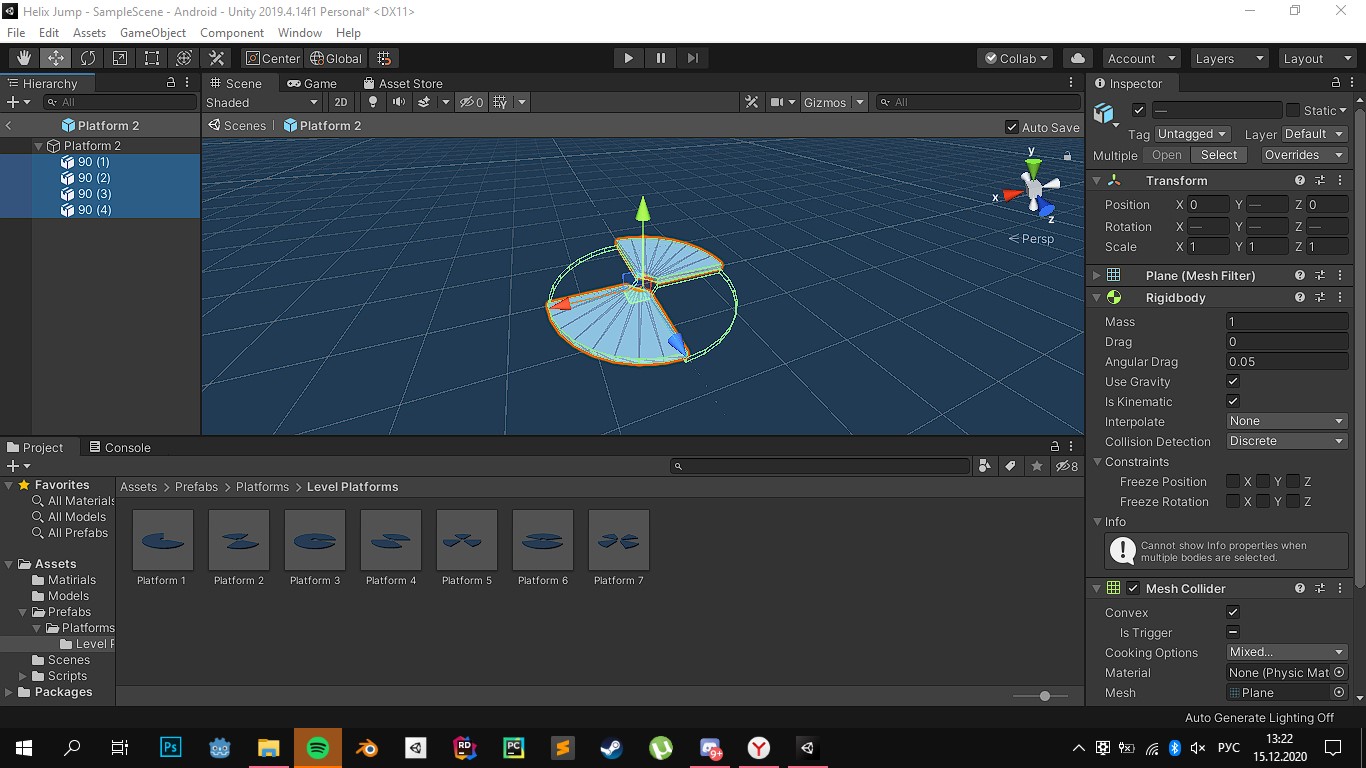 Helix Jump - SampleScene - Android - Unity 2019.4.14f1 Personal* <DX11>
File Edit Assets GameObject Component Window Help
Center Global Collab Account Layers Layout
Hierarchy
All
Platform 2
Platform 2
90 (1)
90 (2)
90 (3)
90 (4)
Scene Game Asset Store
Shaded 2D 0 Gizmos All
Scenes Platform 2 Auto Save
y
x
z
Persp
Inspector
— Static
Tag Untagged Layer Default
Multiple Open Select Overrides
Transform
Position X 0 Y — Z 0
Rotation X — Y — Z —
Scale X 1 Y 1 Z 1
Plane (Mesh Filter)
Rigidbody
Mass 1
Drag 0
Angular Drag 0.05
Use Gravity
Is Kinematic
Interpolate None
Collision Detection Discrete
Constraints
Freeze Position X Y Z
Freeze Rotation X Y Z
Info
Cannot show Info properties when
multiple bodies are selected.
Mesh Collider
Convex
Is Trigger
Cooking Options Mixed...
Material None (Physic Mat
Mesh Plane
Project Console
8
Favorites
All Materials
All Models
All Prefabs
Assets
Matirials
Models
Prefabs
Platforms
Level P
Scenes
Scripts
Packages
Assets > Prefabs > Platforms > Level Platforms
Platform 1 Platform 2 Platform 3 Platform 4 Platform 5 Platform 6 Platform 7
Auto Generate Lighting Off
Ps RD PC 9+ Y РУС
13:22
15.12.2020